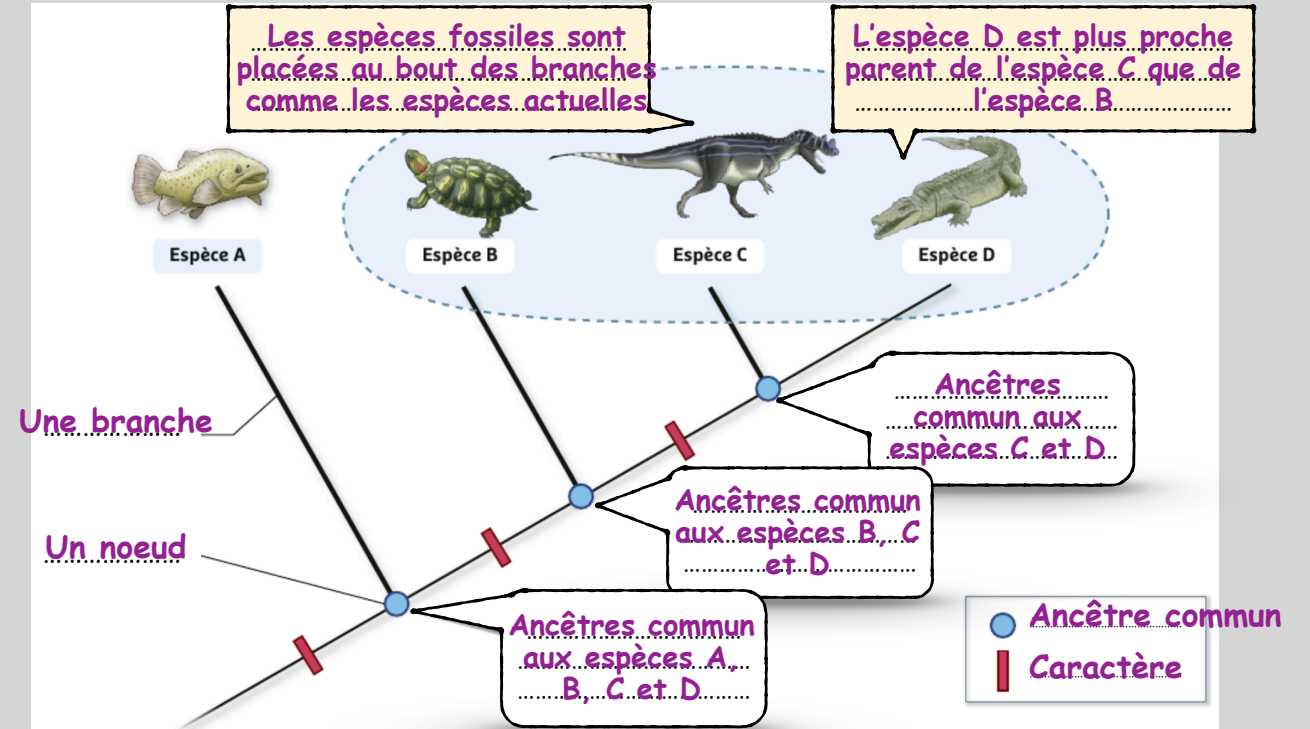 Les espèces fossiles sont
placées au bout des branches
comme les espèces actuelles
L'espèce D est plus proche
parent de l'espèce C que de
l'espèce B
Espèce A
Espèce B
Espèce C
Espèce D
Une branche
Ancêtres
commun aux
espèces C et D
Ancêtres commun
aux espèces B, C
et D
Un noeud
Ancêtres commun
aux espèces A,
B, C et D
Ancêtre commun
Caractère